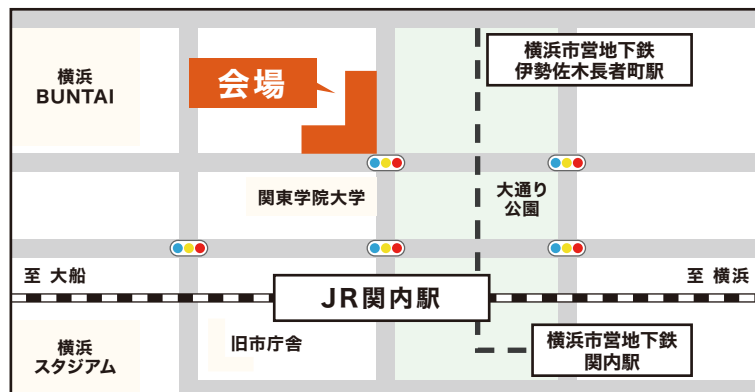 横浜
BUNTAI
会場
横浜市営地下鉄
伊勢佐木長者町駅
関東学院大学
大通り
公園
至 大船
JR関内駅
至 横浜
横浜
スタジアム
旧市庁舎
横浜市営地下鉄
関内駅